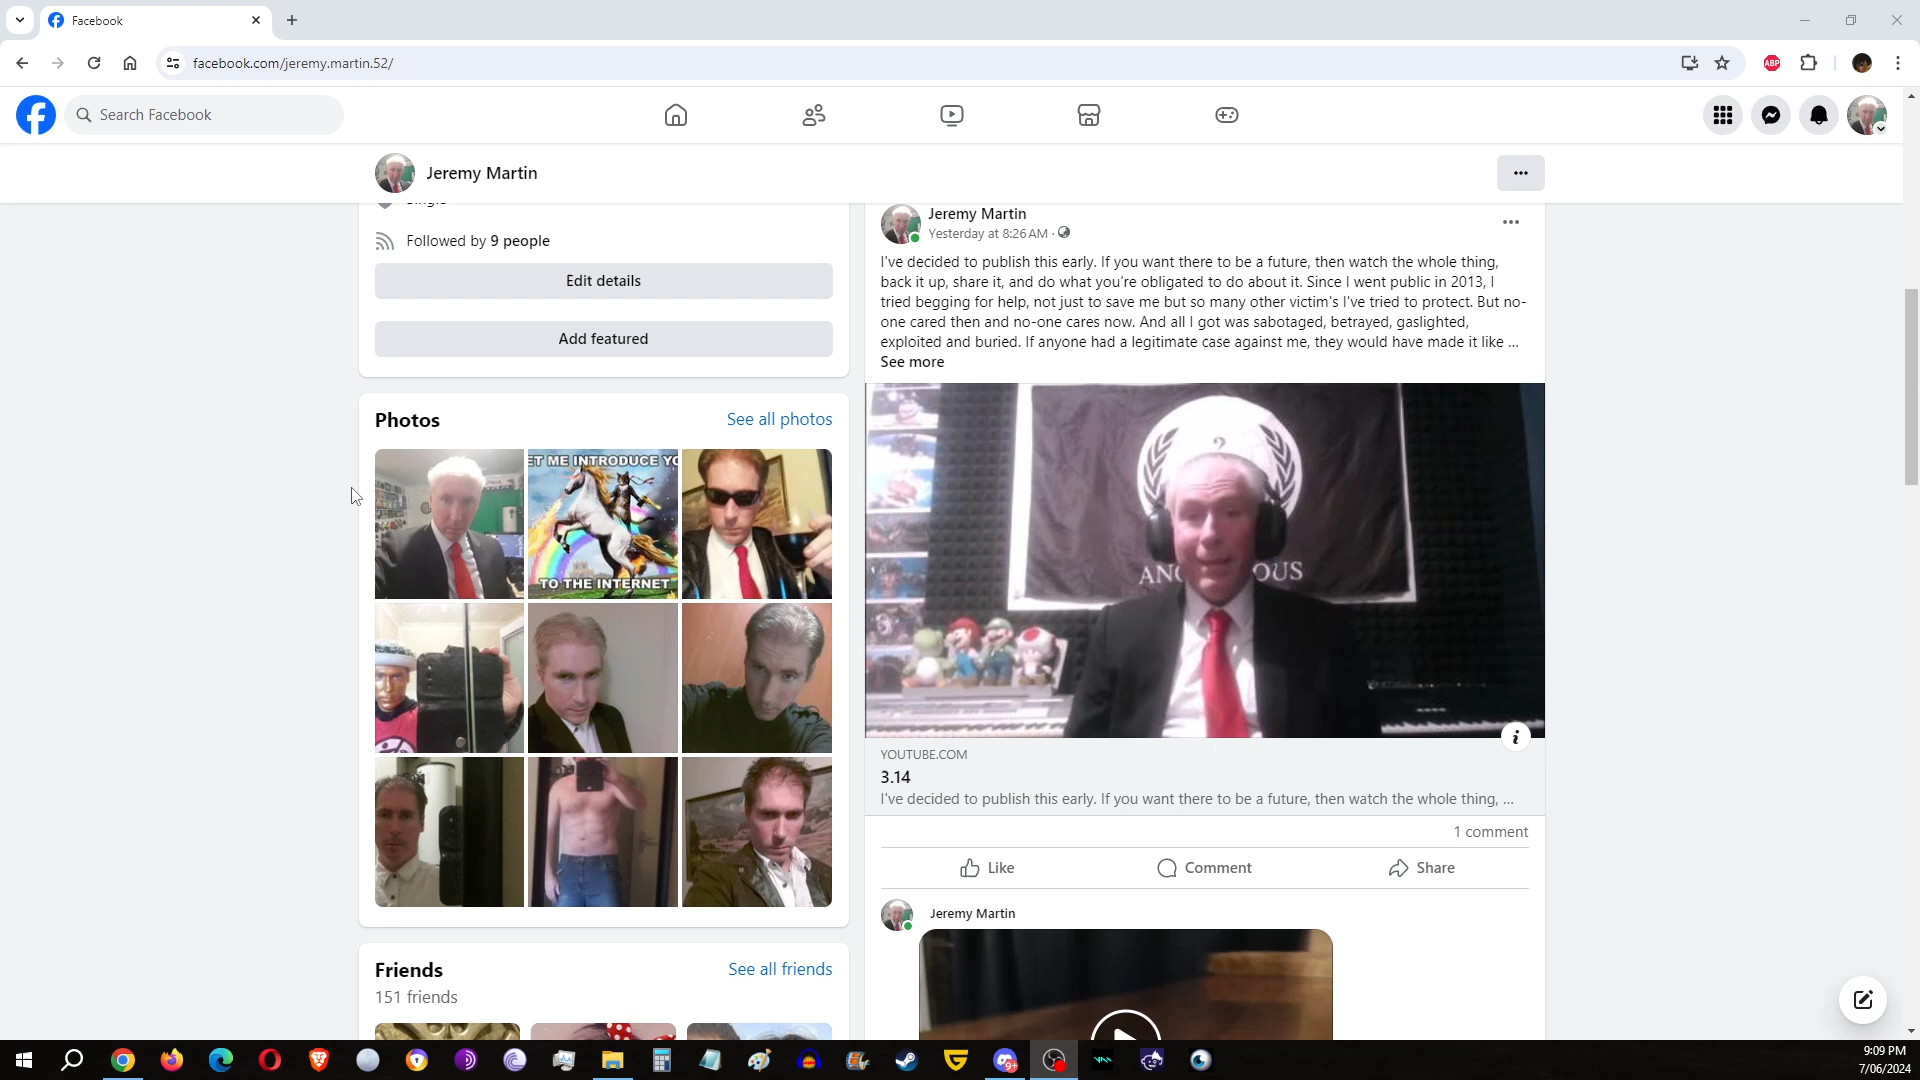 Facebook
facebook.com/jeremy.martin.52/
ABP
Search Facebook
Jeremy Martin
Followed by 9 people
Edit details
Add featured
Photos
See all photos
ET ME INTRODUCE YO
TO THE INTERNET
Friends
See all friends
151 friends
Jeremy Martin
Yesterday at 8:26 AM ·
I've decided to publish this early. If you want there to be a future, then watch the whole thing,
back it up, share it, and do what you're obligated to do about it. Since I went public in 2013, I
tried begging for help, not just to save me but so many other victim's I've tried to protect. But no-
one cared then and no-one cares now. And all I got was sabotaged, betrayed, gaslighted,
exploited and buried. If anyone had a legitimate case against me, they would have made it like ...
See more
AN OUS
YOUTUBE.COM
3.14
I've decided to publish this early. If you want there to be a future, then watch the whole thing, ...
1 comment
Like
Comment
Share
Jeremy Martin
9+
9:09 PM
7/06/2024